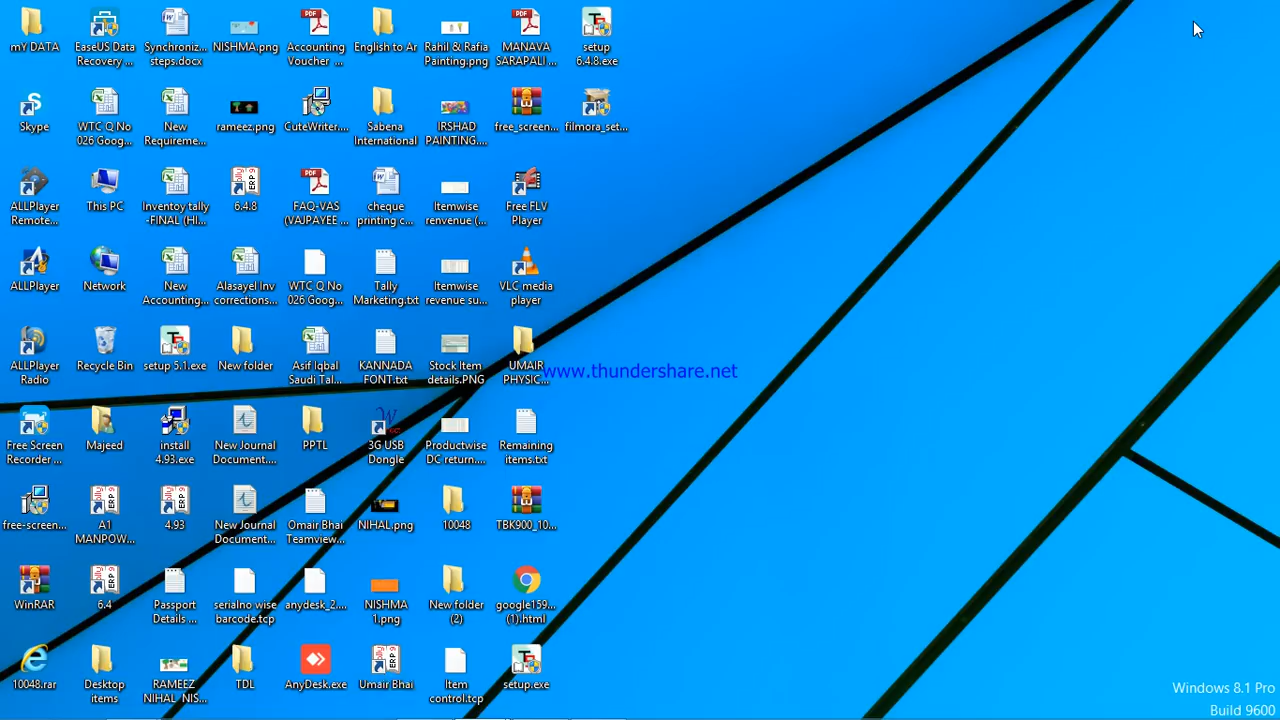 mY DATA
EaseUS Data
Recovery ...
Synchroniz...
steps.docx
NISHMA.png
Accounting
Voucher ...
English to Ar
Rahil & Rafia
Painting.png
MANAVA
SARAPALI ...
setup
6.4.8.exe
Skype
WTC Q No
026 Goog...
New
Requireme...
rameez.png
CuteWriter....
Sabena
International
IRSHAD
PAINTING....
free_screen...
filmora_set...
ALLPlayer
Remote...
This PC
Inventoy tally
-FINAL (HI...
6.4.8
FAQ-VAS
(VAJPAYEE ...
cheque
printing c...
Itemwise
renvenue (...
Free FLV
Player
ALLPlayer
Network
New
Accounting...
Alasayel Inv
corrections...
WTC Q No
026 Goog...
Tally
Marketing.txt
Itemwise
revenue su...
VLC media
player
ALLPlayer
Radio
Recycle Bin
setup 5.1.exe
New folder
Asif Iqbal
Saudi Tal...
KANNADA
FONT.txt
Stock Item
details.PNG
UMAIR
PHYSIC...
www.thundershare.net
Free Screen
Recorder ...
Majeed
install
4.93.exe
New Journal
Document....
PPTL
3G USB
Dongle
Productwise
DC return....
Remaining
items.txt
free-screen...
A1
MANPOW...
4.93
New Journal
Document...
Omair Bhai
Teamview...
NIHAL.png
10048
TBK900_10...
WinRAR
6.4
Passport
Details ...
serialno wise
barcode.tcp
anydesk_2....
NISHMA
1.png
New folder
(2)
google159...
(1).html
10048.rar
Desktop
items
RAMEEZ
NIHAL NIS...
TDL
AnyDesk.exe
Umair Bhai
Item
control.tcp
setup.exe
Windows 8.1 Pro
Build 9600